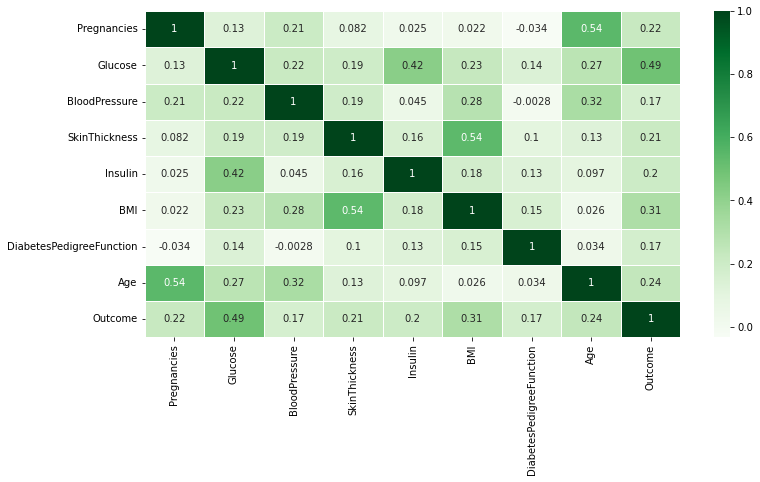 Pregnancies 1 0.13 0.21 0.082 0.025 0.022 -0.034 0.54 0.22
Glucose 0.13 1 0.22 0.19 0.42 0.23 0.14 0.27 0.49
BloodPressure 0.21 0.22 1 0.19 0.045 0.28 -0.0028 0.32 0.17
SkinThickness 0.082 0.19 0.19 1 0.16 0.54 0.1 0.13 0.21
Insulin 0.025 0.42 0.045 0.16 1 0.18 0.13 0.097 0.2
BMI 0.022 0.23 0.28 0.54 0.18 1 0.15 0.026 0.31
DiabetesPedigreeFunction -0.034 0.14 -0.0028 0.1 0.13 0.15 1 0.034 0.17
Age 0.54 0.27 0.32 0.13 0.097 0.026 0.034 1 0.24
Outcome 0.22 0.49 0.17 0.21 0.2 0.31 0.17 0.24 1
Pregnancies
Glucose
BloodPressure
SkinThickness
Insulin
BMI
DiabetesPedigreeFunction
Age
Outcome
1.0
0.8
0.6
0.4
0.2
0.0